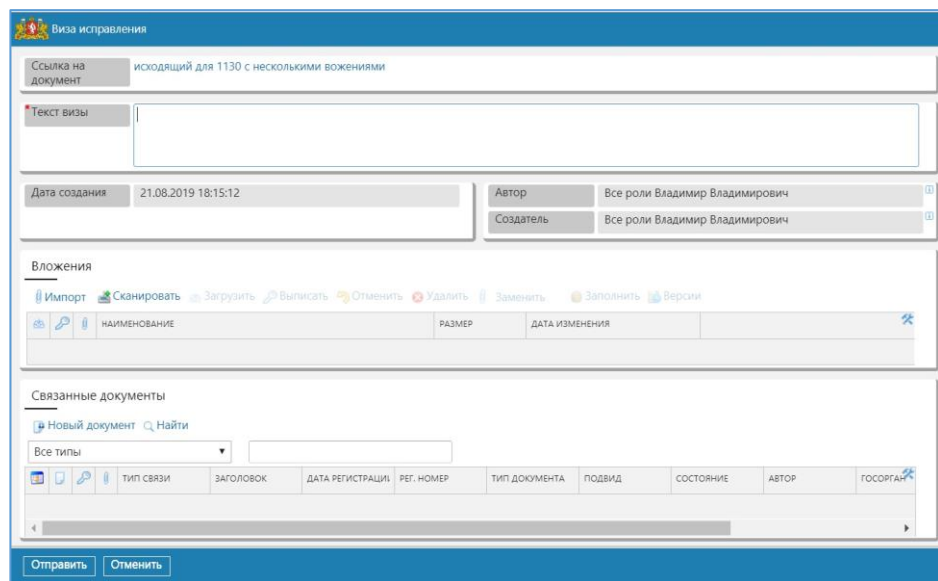 Виза исправления
Ссылка на документ
исходящий для 1130 с несколькими вожениями
* Текст визы
Дата создания 21.08.2019 18:15:12
Автор Все роли Владимир Владимирович
Создатель Все роли Владимир Владимирович
Вложения
Импорт Сканировать Загрузить Выписать Отменить Удалить Заменить Заполнить Версии
НАИМЕНОВАНИЕ РАЗМЕР ДАТА ИЗМЕНЕНИЯ
Связанные документы
Новый документ Найти
Все типы
ТИП СВЯЗИ ЗАГОЛОВОК ДАТА РЕГИСТРАЦИИ РЕГ. НОМЕР ТИП ДОКУМЕНТА ПОДВИД СОСТОЯНИЕ АВТОР ГОСОРГАН
Отправить Отменить